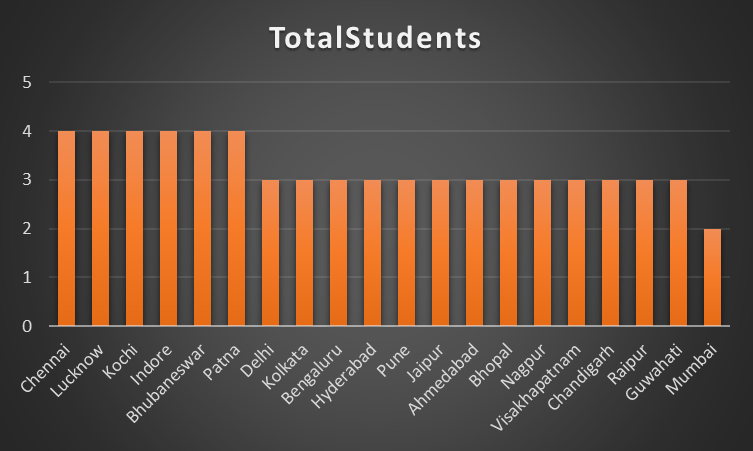 TotalStudents
5
4
3
2
1
0
Chennai
Lucknow
Kochi
Indore
Bhubaneswar
Patna
Delhi
Kolkata
Bengaluru
Hyderabad
Pune
Jaipur
Ahmedabad
Bhopal
Nagpur
Visakhapatnam
Chandigarh
Raipur
Guwahati
Mumbai